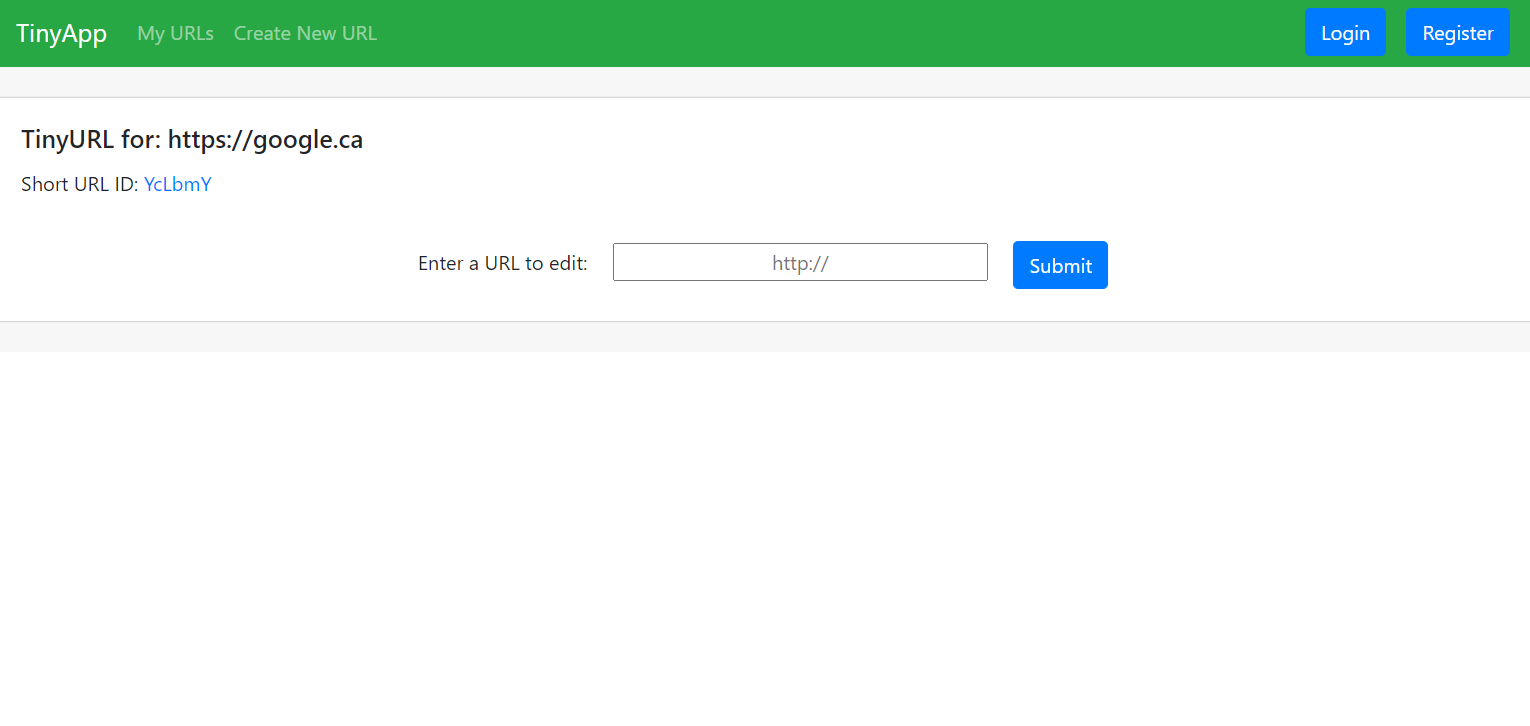 TinyApp My URLs Create New URL Login Register
TinyURL for: https://google.ca
Short URL ID: YcLbmY
Enter a URL to edit: http:// Submit